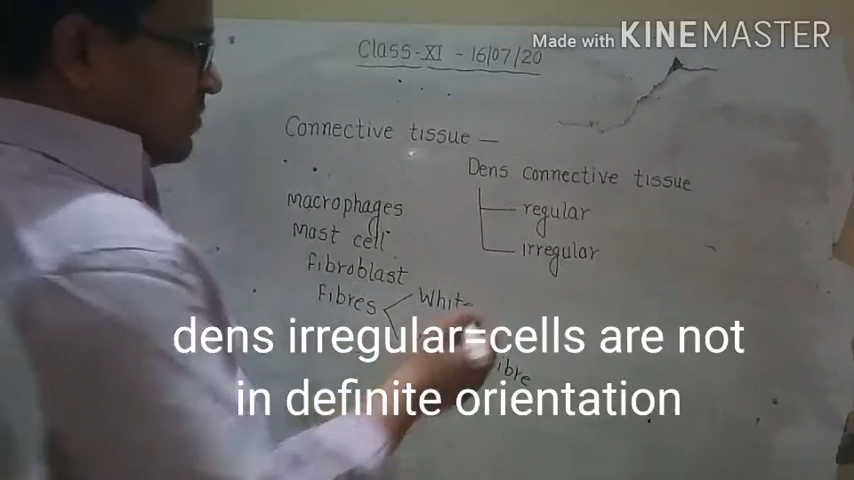 Made with KINEMASTER
Class-XI - 16/07/20
Connective tissue —
Dens connective tissue
regular
irregular
macrophages
Mast cell
Fibroblast
Fibres
dens irregular=cells are not
in definite orientation